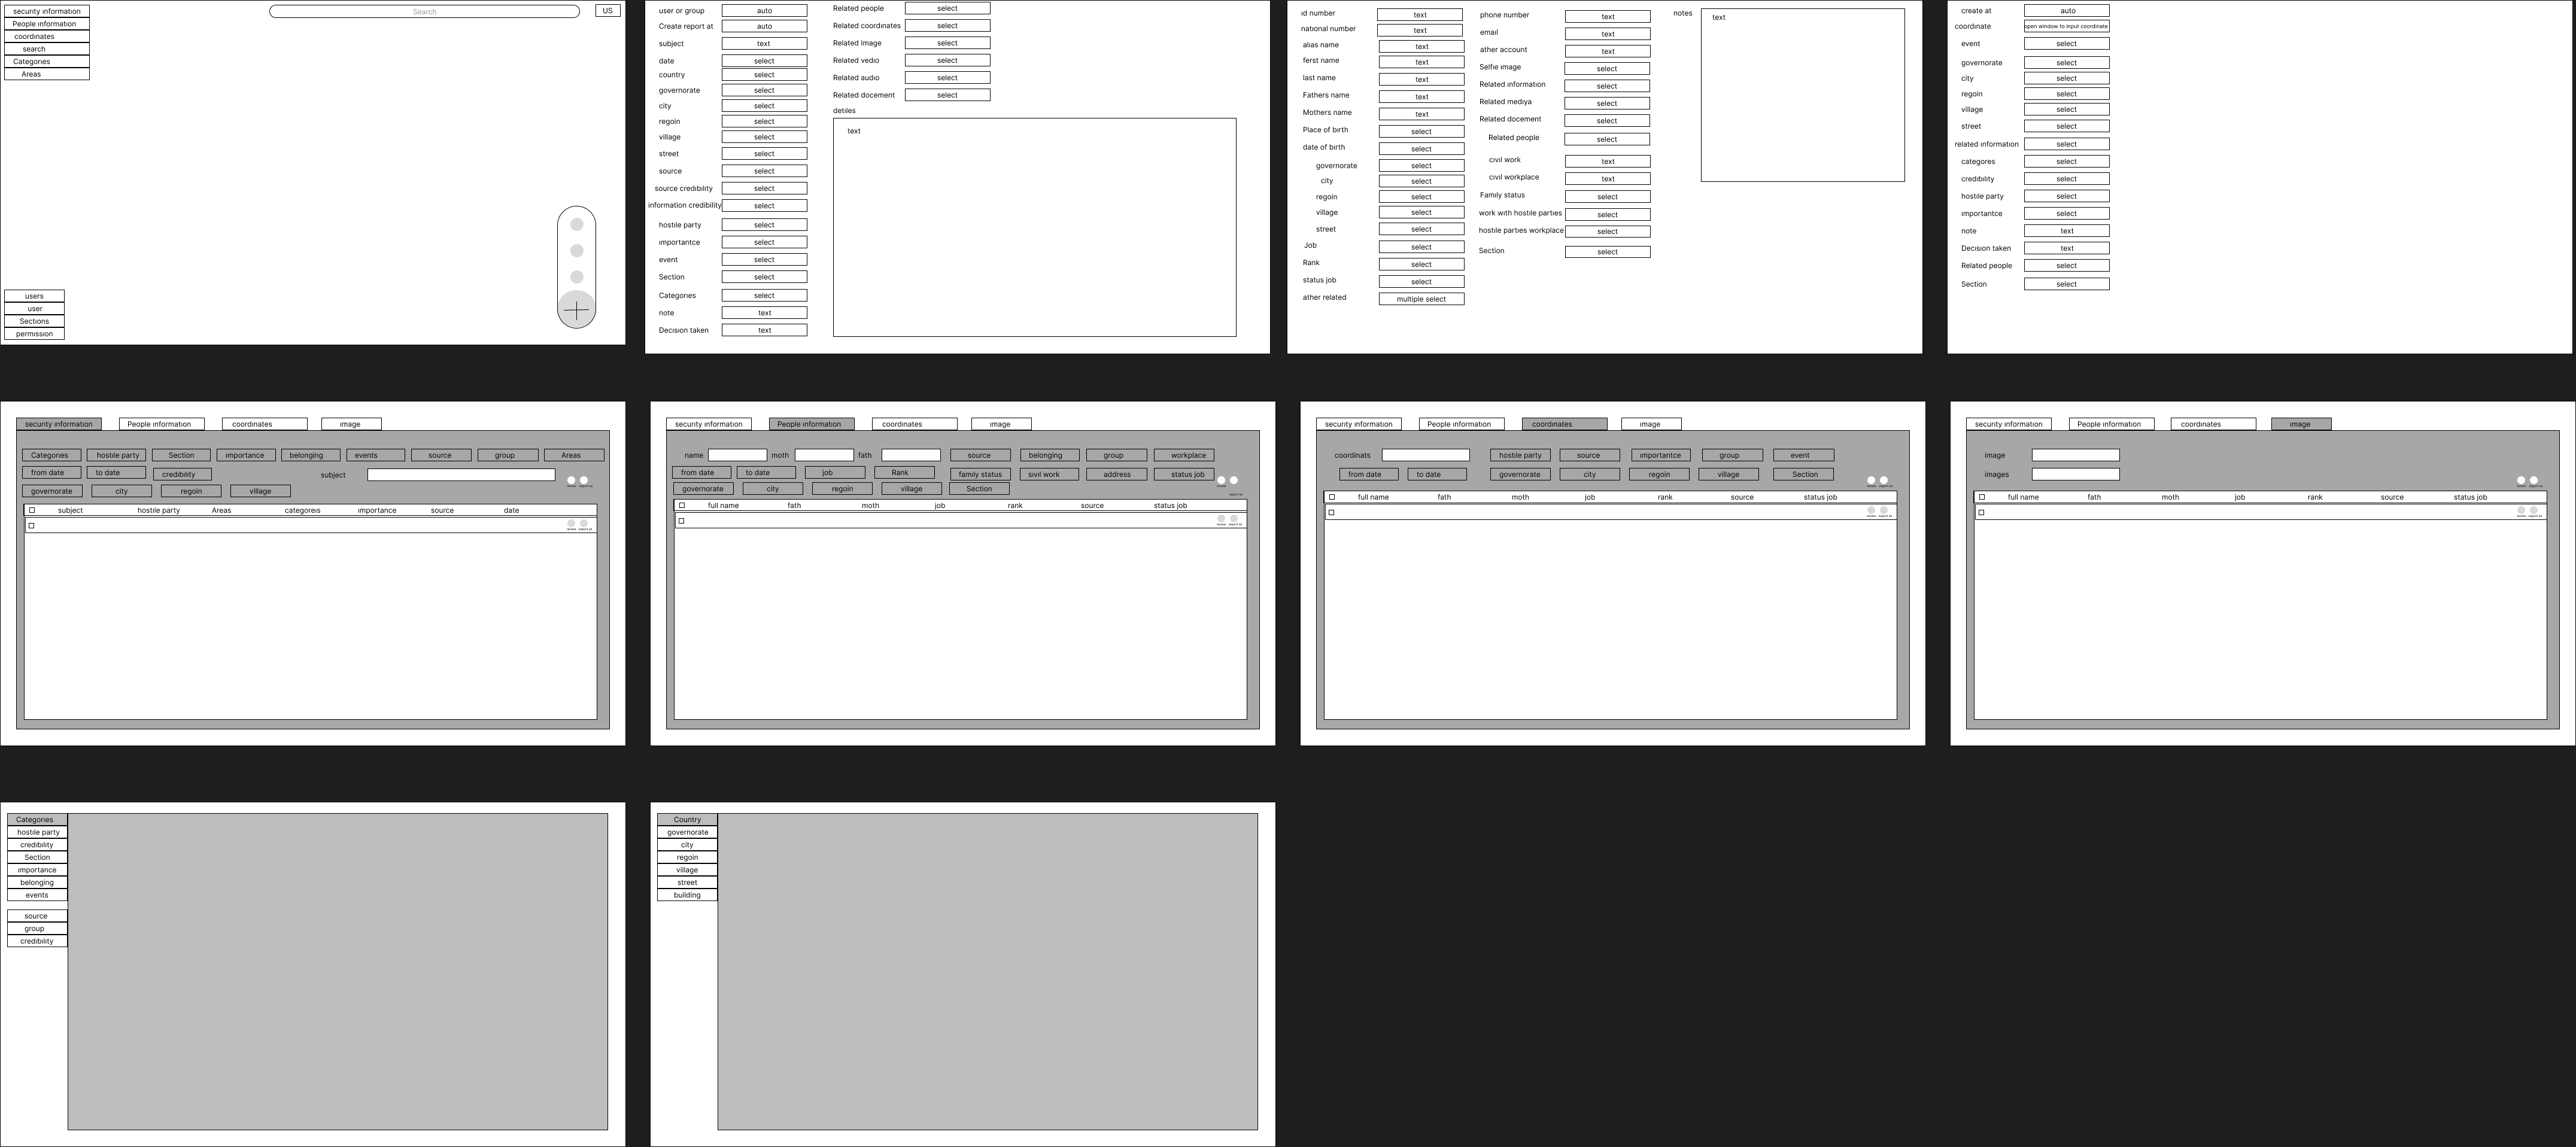 security information
People information
coordinates
search
Categories
Areas
Search
US
users
user
Sections
permission
user or group auto
Create report at auto
subject text
date select
country select
governorate select
city select
regoin select
village select
street select
source select
source credibility select
information credibility select
hostile party select
importantce select
event select
Section select
Categories select
note text
Decision taken text
Related people select
Related coordinates select
Related Image select
Related vedio select
Related audio select
Related docement select
detiles
text
id number text
national number text
alias name text
ferst name text
last name text
Fathers name text
Mothers name text
Place of birth select
date of birth select
governorate select
city select
regoin select
village select
street select
Job select
Rank select
status job select
ather related multiple select
phone number text
email text
ather account text
Selfie image select
Related information select
Related mediya select
Related docement select
Related people select
civil work text
civil workplace text
Family status select
work with hostile parties select
hostile parties workplace select
Section select
notes
text
create at auto
coordinate open window to input coordinate
event select
governorate select
city select
regoin select
village select
street select
related information select
categores select
credibility select
hostile party select
importantce select
note text
Decision taken text
Related people select
Section select
security information People information coordinates image
Categories hostile party Section importance belonging events source group Areas
from date to date credibility subject
governorate city regoin village
subject hostile party Areas categoreis importance source date
security information People information coordinates image
name moth fath source belonging group workplace
from date to date job Rank family status sivil work address status job
governorate city regoin village Section
full name fath moth job rank source status job
security information People information coordinates image
coordinats hostile party source importantce group event
from date to date governorate city regoin village Section
full name fath moth job rank source status job
security information People information coordinates image
image
images
full name fath moth job rank source status job
Categories
hostile party
credibility
Section
importance
belonging
events
source
group
credibility
Country
governorate
city
regoin
village
street
building